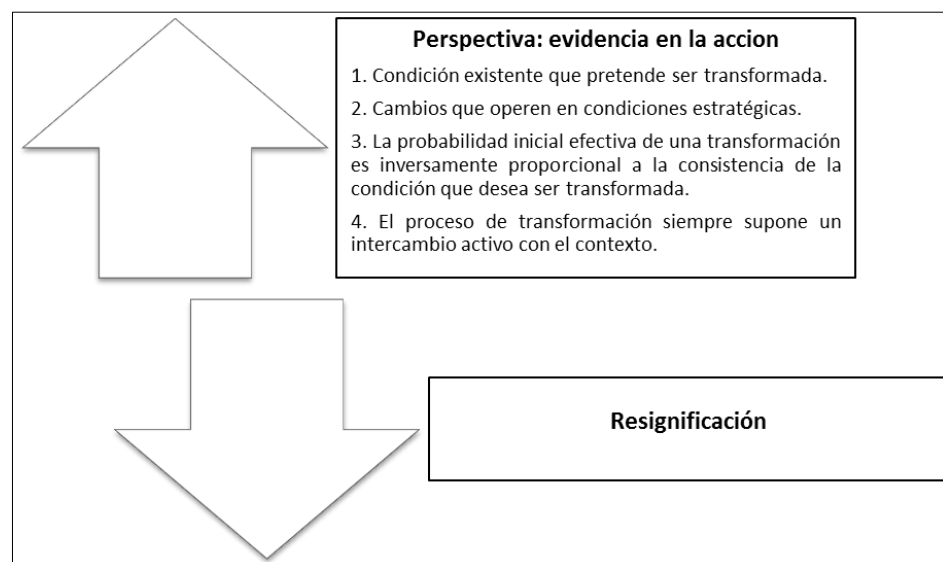 Perspectiva: evidencia en la accion
1. Condición existente que pretende ser transformada.
2. Cambios que operen en condiciones estratégicas.
3. La probabilidad inicial efectiva de una transformación
es inversamente proporcional a la consistencia de la
condición que desea ser transformada.
4. El proceso de transformación siempre supone un
intercambio activo con el contexto.
Resignificación